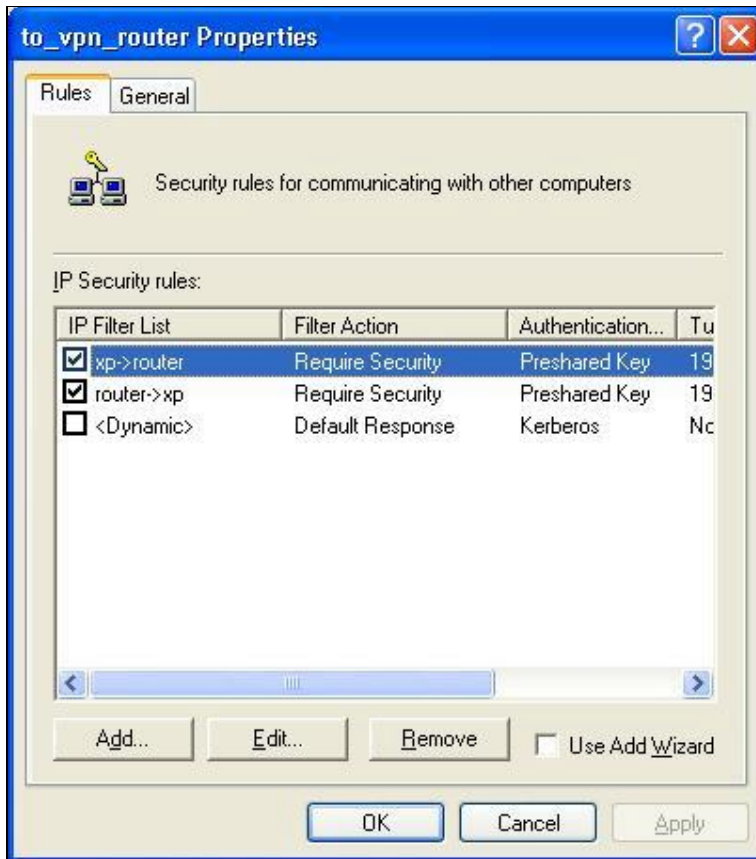 to_vpn_router Properties
Rules General
Security rules for communicating with other computers
IP Security rules:
IP Filter List Filter Action Authentication... Tu
xp->router Require Security Preshared Key 19
router->xp Require Security Preshared Key 19
<Dynamic> Default Response Kerberos No
Add... Edit... Remove Use Add Wizard
OK Cancel Apply